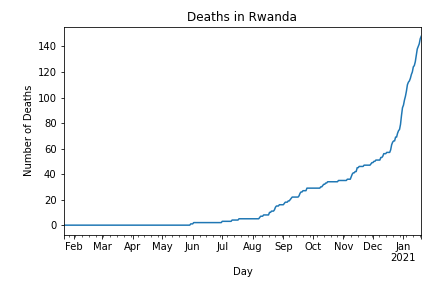 Deaths in Rwanda
Number of Deaths
140
120
100
80
60
40
20
0
Feb Mar Apr May Jun Jul Aug Sep Oct Nov Dec Jan
2021
Day